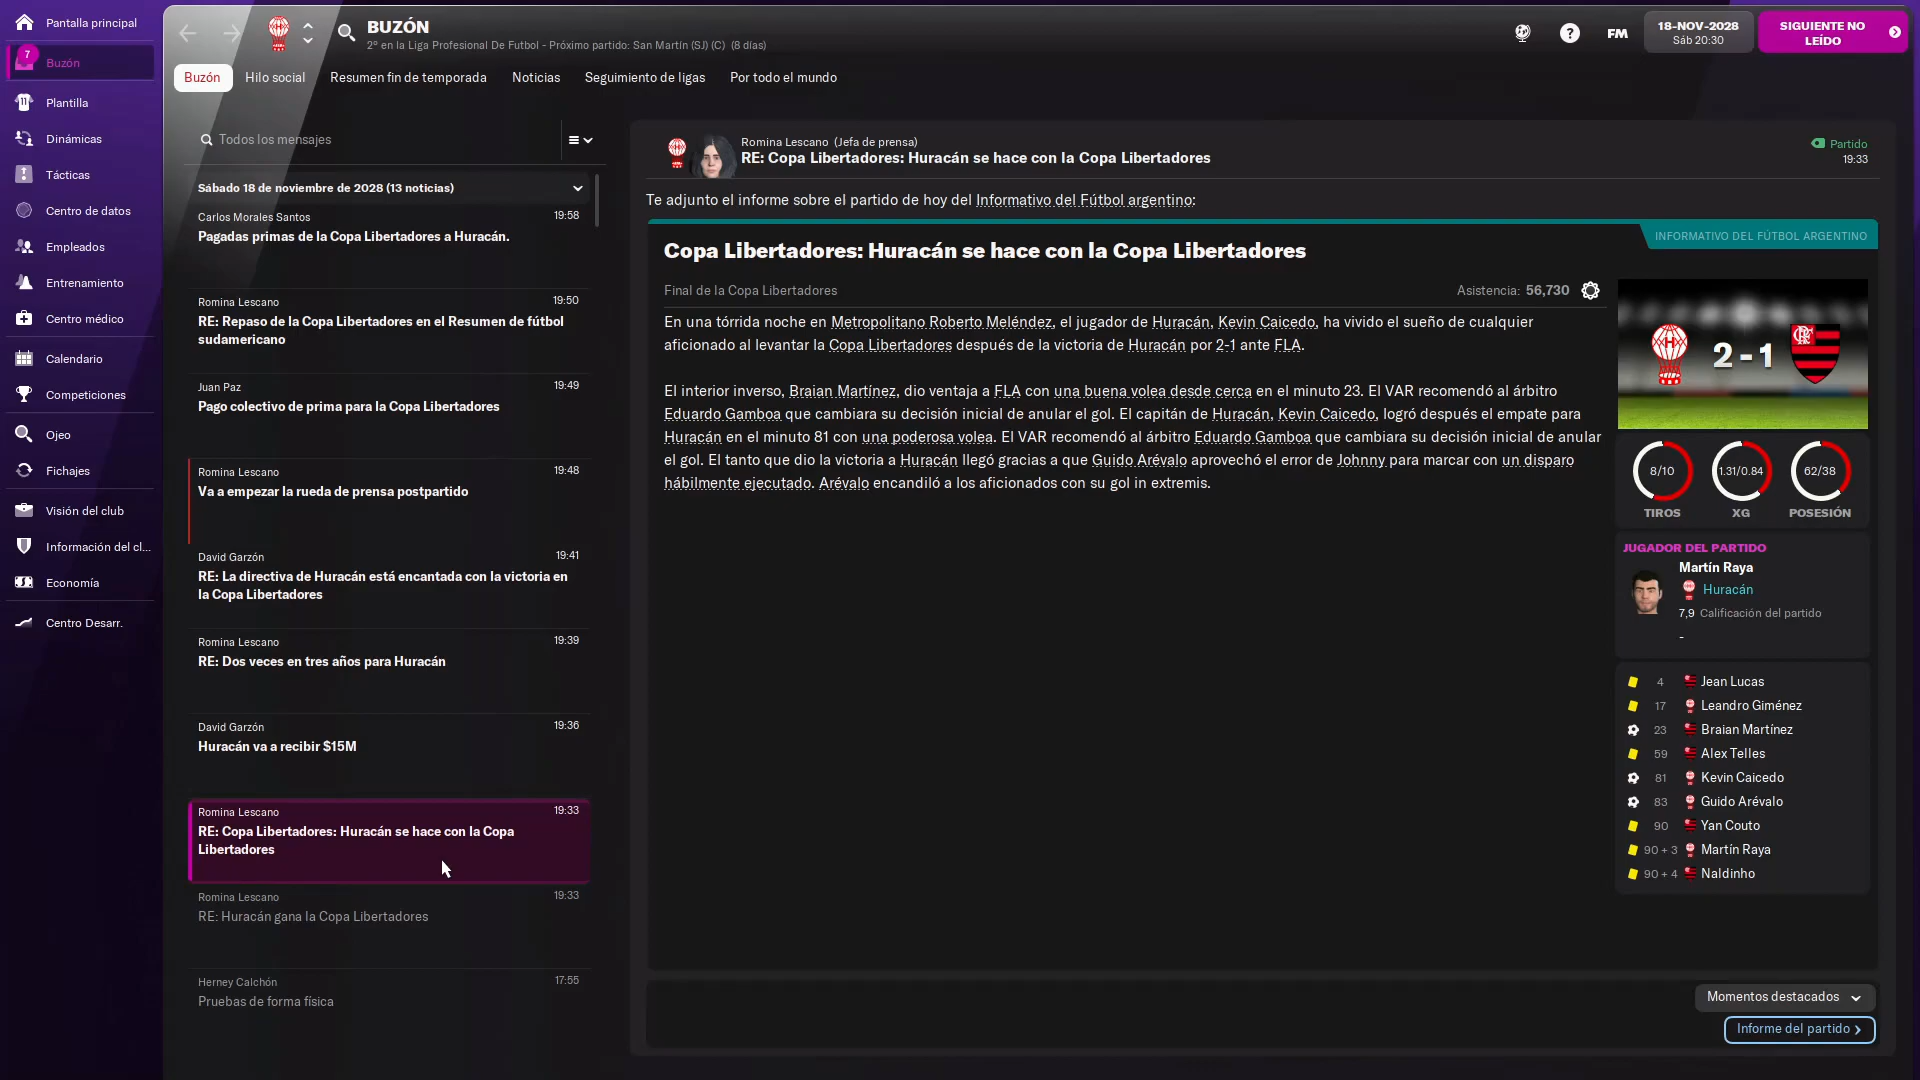 Pantalla principal
7
Buzón
Plantilla
Dinámicas
Tácticas
Centro de datos
Empleados
Entrenamiento
Centro médico
Calendario
Competiciones
Ojeo
Fichajes
Visión del club
Información del cl...
Economía
Centro Desarr.
BUZÓN
2º en la Liga Profesional De Futbol - Próximo partido: San Martín (SJ) (C) (8 días)
?
FM
18-NOV-2028
Sáb 20:30
SIGUIENTE NO LEÍDO
Buzón
Hilo social
Resumen fin de temporada
Noticias
Seguimiento de ligas
Por todo el mundo
Todos los mensajes
Sábado 18 de noviembre de 2028 (13 noticias)
Carlos Morales Santos
19:58
Pagadas primas de la Copa Libertadores a Huracán.
Romina Lescano
19:50
RE: Repaso de la Copa Libertadores en el Resumen de fútbol
sudamericano
Juan Paz
19:49
Pago colectivo de prima para la Copa Libertadores
Romina Lescano
19:48
Va a empezar la rueda de prensa postpartido
David Garzón
19:41
RE: La directiva de Huracán está encantada con la victoria en
la Copa Libertadores
Romina Lescano
19:39
RE: Dos veces en tres años para Huracán
David Garzón
19:36
Huracán va a recibir $15M
Romina Lescano
19:33
RE: Copa Libertadores: Huracán se hace con la Copa
Libertadores
Romina Lescano
19:33
RE: Huracán gana la Copa Libertadores
Herney Calchón
17:55
Pruebas de forma física
Romina Lescano (Jefa de prensa)
RE: Copa Libertadores: Huracán se hace con la Copa Libertadores
Partido
19:33
Te adjunto el informe sobre el partido de hoy del Informativo del Fútbol argentino:
INFORMATIVO DEL FÚTBOL ARGENTINO
Copa Libertadores: Huracán se hace con la Copa Libertadores
Final de la Copa Libertadores
Asistencia: 56,730
En una tórrida noche en Metropolitano Roberto Meléndez, el jugador de Huracán, Kevin Caicedo, ha vivido el sueño de cualquier
aficionado al levantar la Copa Libertadores después de la victoria de Huracán por 2-1 ante FLA.
El interior inverso, Braian Martínez, dio ventaja a FLA con una buena volea desde cerca en el minuto 23. El VAR recomendó al árbitro
Eduardo Gamboa que cambiara su decisión inicial de anular el gol. El capitán de Huracán, Kevin Caicedo, logró después el empate para
Huracán en el minuto 81 con una poderosa volea. El VAR recomendó al árbitro Eduardo Gamboa que cambiara su decisión inicial de anular
el gol. El tanto que dio la victoria a Huracán llegó gracias a que Guido Arévalo aprovechó el error de Johnny para marcar con un disparo
hábilmente ejecutado. Arévalo encandiló a los aficionados con su gol in extremis.
2 - 1
8/10
1.31/0.84
62/38
TIROS
XG
POSESIÓN
JUGADOR DEL PARTIDO
Martín Raya
Huracán
7,9 Calificación del partido
-
4 Jean Lucas
17 Leandro Giménez
23 Braian Martínez
59 Alex Telles
81 Kevin Caicedo
83 Guido Arévalo
90 Yan Couto
90 + 3 Martín Raya
90 + 4 Naldinho
Momentos destacados
Informe del partido